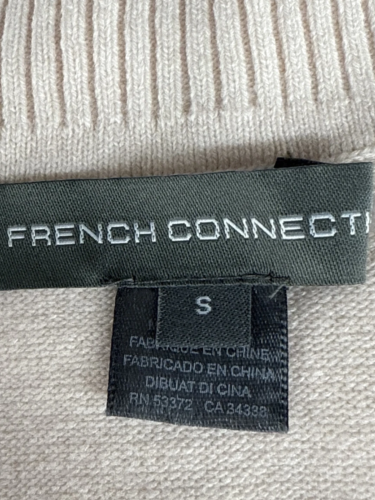 FRENCH CONNECTI
S
FABRIQUE EN CHINE
FABRICADO EN CHINA
DIBUAT DI CINA
RN 53372 CA 34338